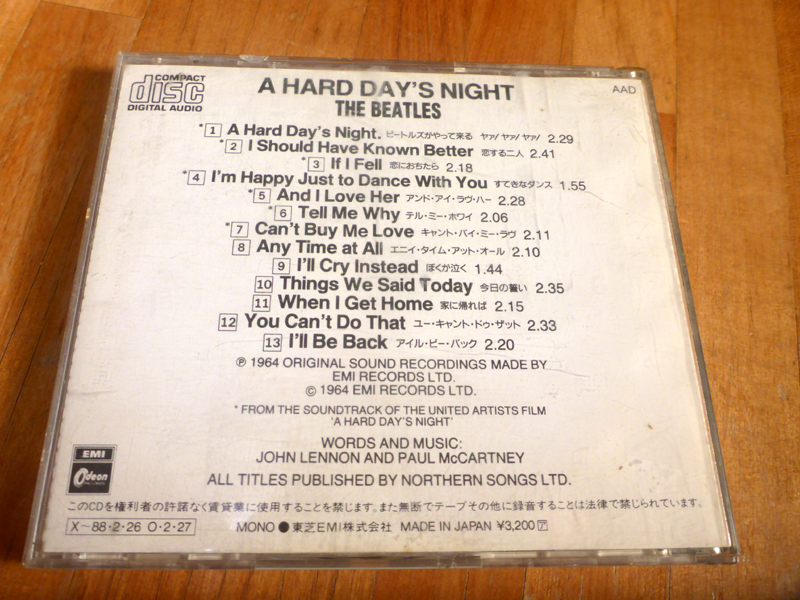 COMPACT
disc
DIGITAL AUDIO
A HARD DAY'S NIGHT
AAD
THE BEATLES
*1 A Hard Day's Night. ビートルズがやって来る ヤァ!ヤァ!ヤァ! 2.29
*2 I Should Have Known Better 恋する二人 2.41
*3 If I Fell 恋におちたら 2.18
*4 I'm Happy Just to Dance With You すてきなダンス 1.55
*5 And I Love Her アンド・アイ・ラヴ・ハー 2.28
*6 Tell Me Why テル・ミー・ホワイ 2.06
*7 Can't Buy Me Love キャント・バイ・ミー・ラヴ 2.11
8 Any Time at All エニイ・タイム・アット・オール 2.10
9 I'll Cry Instead ぼくが泣く 1.44
10 Things We Said Today 今日の誓い 2.35
11 When I Get Home 家に帰れば 2.15
12 You Can't Do That ユー・キャント・ドゥ・ザット 2.33
13 I'll Be Back アイル・ビー・バック 2.20
℗ 1964 ORIGINAL SOUND RECORDINGS MADE BY
EMI RECORDS LTD.
© 1964 EMI RECORDS LTD.
*FROM THE SOUNDTRACK OF THE UNITED ARTISTS FILM
'A HARD DAY'S NIGHT'
WORDS AND MUSIC:
JOHN LENNON AND PAUL McCARTNEY
ALL TITLES PUBLISHED BY NORTHERN SONGS LTD.
EMI
Odeon
このCDを権利者の許諾なく賃貸業に使用することを禁じます。また無断でテープその他に録音することは法律で禁じられています。
X~88・2・26 O・2・27
MONO ● 東芝EMI株式会社 MADE IN JAPAN ¥3,200 ア